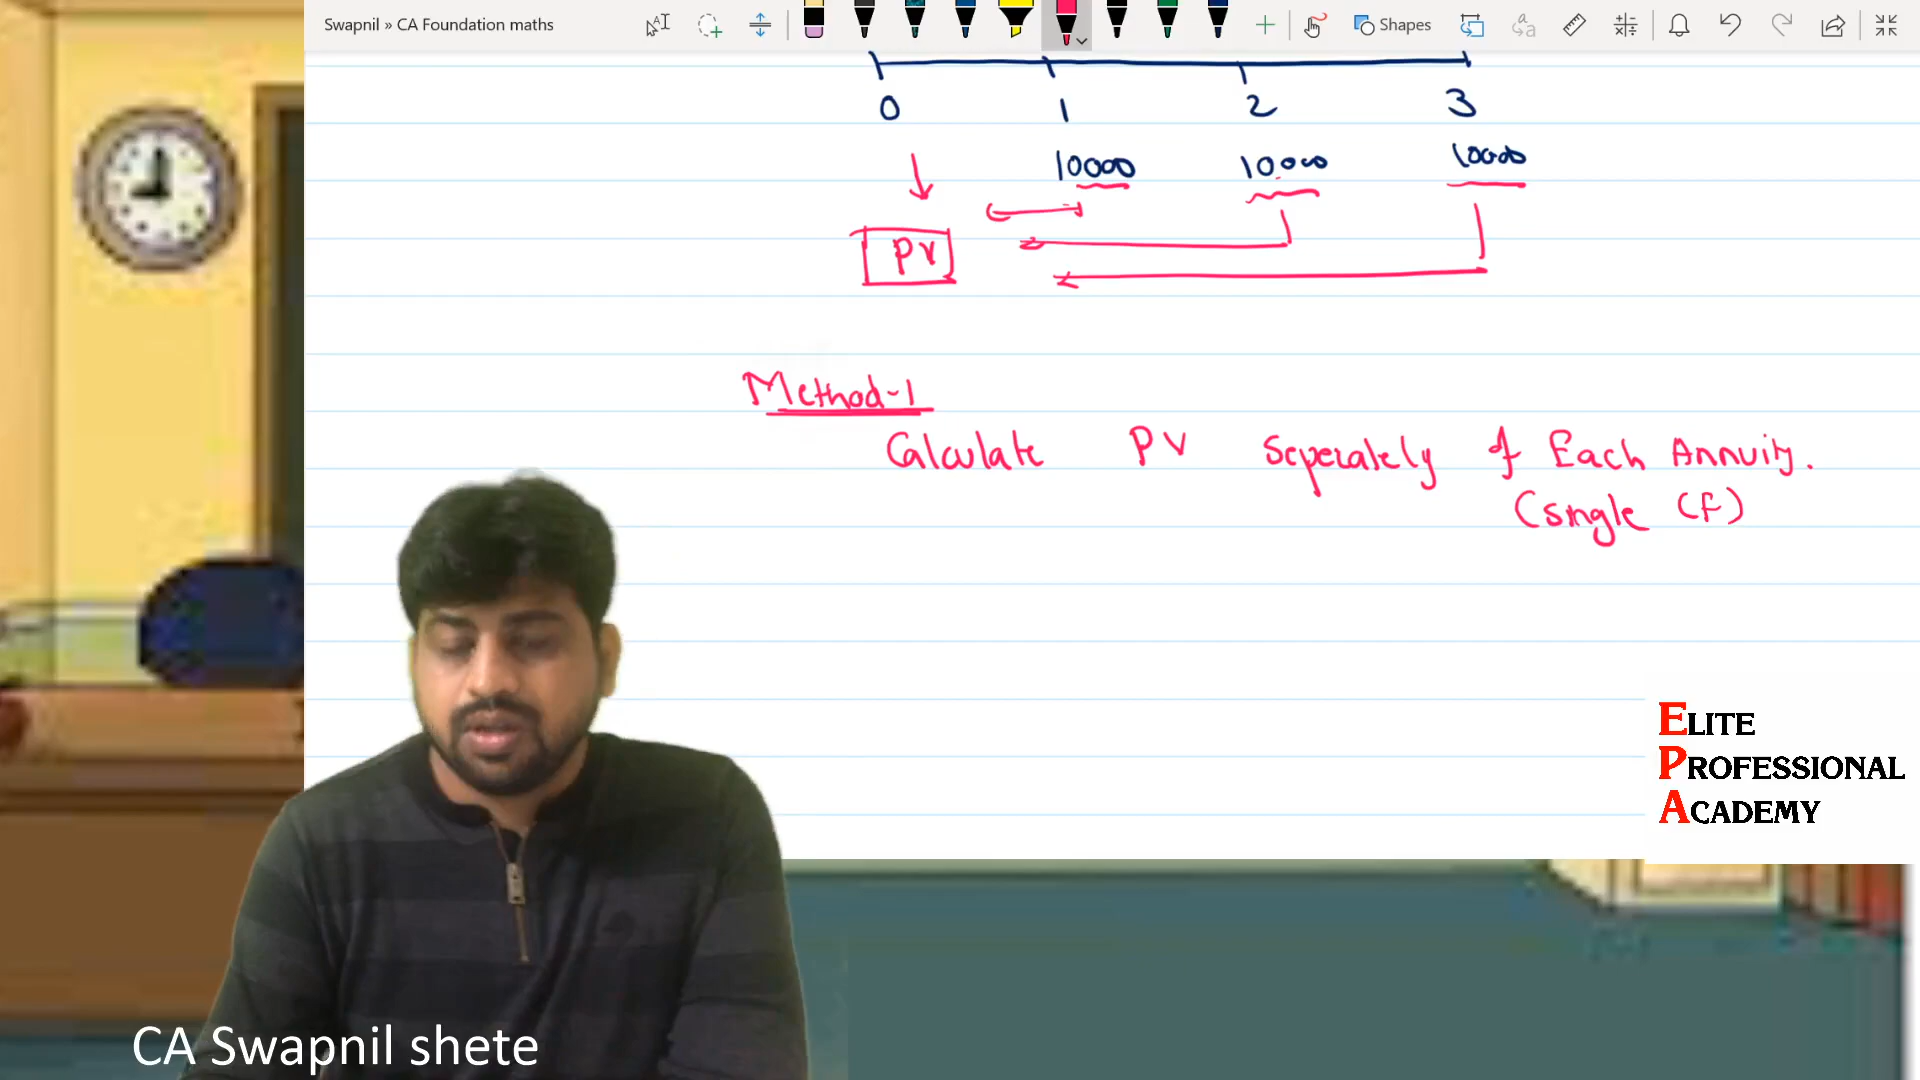 Swapnil » CA Foundation maths
Shapes
0 1 2 3
10000 10000 10000
PV
Method-1
Calculate PV Seperately of Each Annuity.
(Single CF)
ELITE
PROFESSIONAL
ACADEMY
CA Swapnil shete